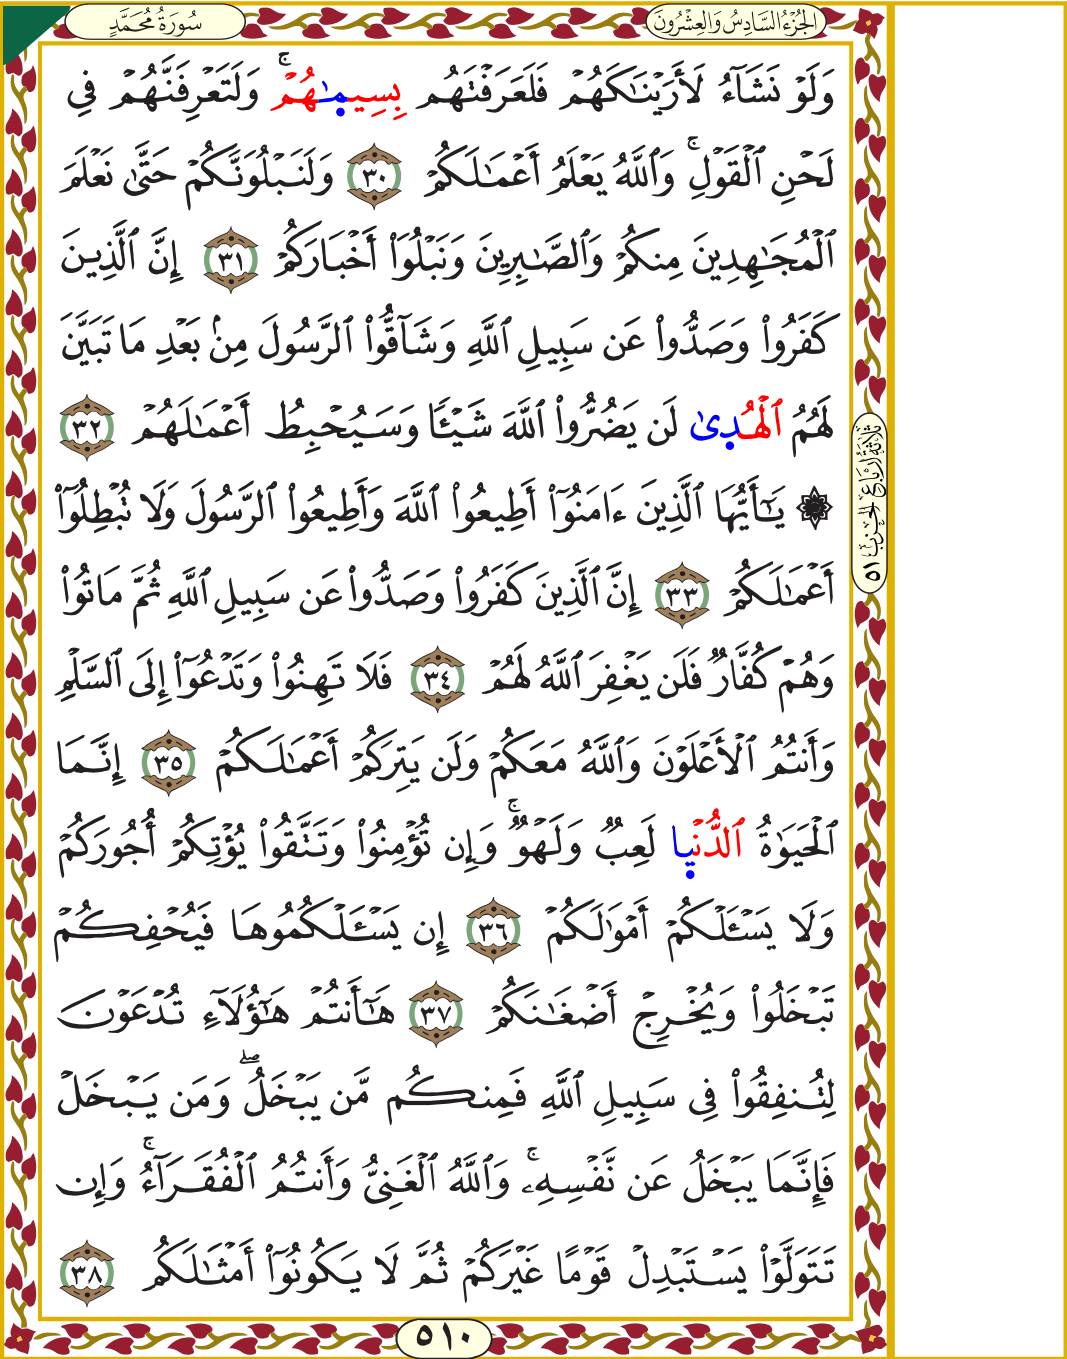 الجُزْءُ السَّادِسُ وَالعِشْرُونَ
سُورَةُ مُحَمَّدٍ
وَلَوْ نَشَآءُ لَأَرَيْنَٰكَهُمْ فَلَعَرَفْتَهُم بِسِيمَٰهُمْۚ وَلَتَعْرِفَنَّهُمْ فِى
لَحْنِ ٱلْقَوْلِۚ وَٱللَّهُ يَعْلَمُ أَعْمَٰلَكُمْ ٣٠ وَلَنَبْلُوَنَّكُمْ حَتَّىٰ نَعْلَمَ
ٱلْمُجَٰهِدِينَ مِنكُمْ وَٱلصَّٰبِرِينَ وَنَبْلُوَا۟ أَخْبَارَكُمْ ٣١ إِنَّ ٱلَّذِينَ
كَفَرُوا۟ وَصَدُّوا۟ عَن سَبِيلِ ٱللَّهِ وَشَآقُّوا۟ ٱلرَّسُولَ مِنۢ بَعْدِ مَا تَبَيَّنَ
لَهُمُ ٱلْهُدَىٰ لَن يَضُرُّوا۟ ٱللَّهَ شَيْـًٔا وَسَيُحْبِطُ أَعْمَٰلَهُمْ ٣٢
۞ يَٰٓأَيُّهَا ٱلَّذِينَ ءَامَنُوٓا۟ أَطِيعُوا۟ ٱللَّهَ وَأَطِيعُوا۟ ٱلرَّسُولَ وَلَا تُبْطِلُوٓا۟
أَعْمَٰلَكُمْ ٣٣ إِنَّ ٱلَّذِينَ كَفَرُوا۟ وَصَدُّوا۟ عَن سَبِيلِ ٱللَّهِ ثُمَّ مَاتُوا۟
وَهُمْ كُفَّارٌ فَلَن يَغْفِرَ ٱللَّهُ لَهُمْ ٣٤ فَلَا تَهِنُوا۟ وَتَدْعُوٓا۟ إِلَى ٱلسَّلْمِ
وَأَنتُمُ ٱلْأَعْلَوْنَ وَٱللَّهُ مَعَكُمْ وَلَن يَتِرَكُمْ أَعْمَٰلَكُمْ ٣٥ إِنَّمَا
ٱلْحَيَوٰةُ ٱلدُّنْيَا لَعِبٌ وَلَهْوٌۚ وَإِن تُؤْمِنُوا۟ وَتَتَّقُوا۟ يُؤْتِكُمْ أُجُورَكُمْ
وَلَا يَسْـَٔلْكُمْ أَمْوَٰلَكُمْ ٣٦ إِن يَسْـَٔلْكُمُوهَا فَيُحْفِكُمْ
تَبْخَلُوا۟ وَيُخْرِجْ أَضْغَٰنَكُمْ ٣٧ هَٰٓأَنتُمْ هَٰٓؤُلَآءِ تُدْعَوْنَ
لِتُنفِقُوا۟ فِى سَبِيلِ ٱللَّهِ فَمِنكُم مَّن يَبْخَلُۖ وَمَن يَبْخَلْ
فَإِنَّمَا يَبْخَلُ عَن نَّفْسِهِۦۚ وَٱللَّهُ ٱلْغَنِىُّ وَأَنتُمُ ٱلْفُقَرَآءُۚ وَإِن
تَتَوَلَّوْا۟ يَسْتَبْدِلْ قَوْمًا غَيْرَكُمْ ثُمَّ لَا يَكُونُوٓا۟ أَمْثَٰلَكُم ٣٨
ثلاثة أرباع الحزب ٥١
٥١٠